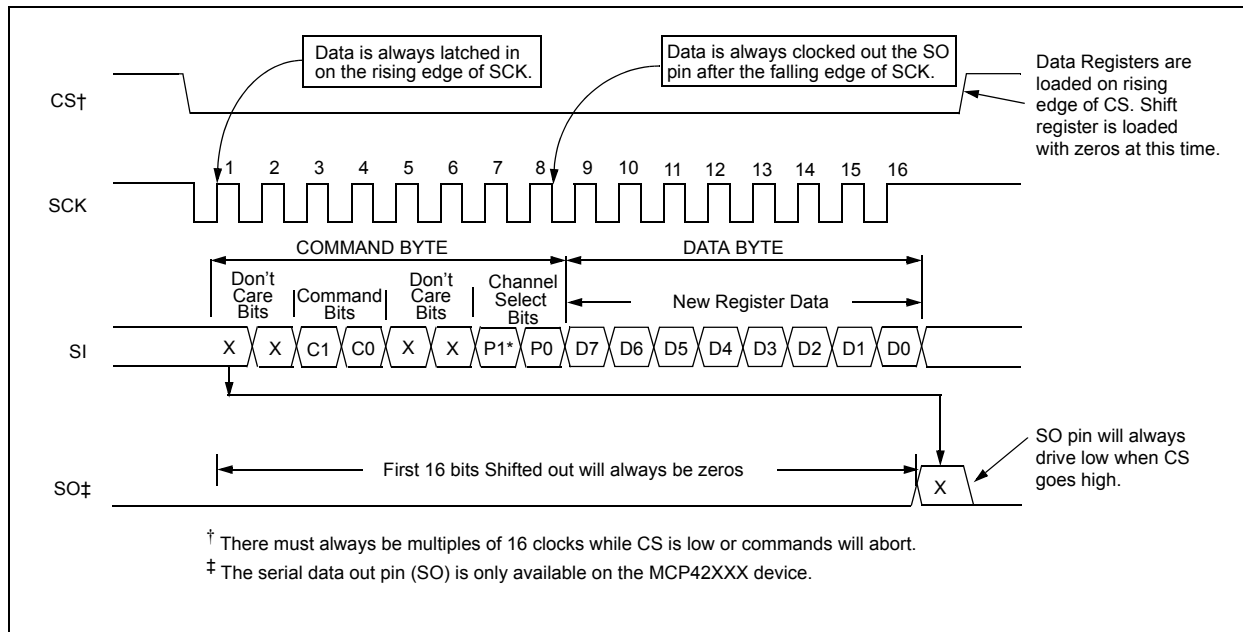 Data is always latched in
on the rising edge of SCK.
Data is always clocked out the SO
pin after the falling edge of SCK.
Data Registers are
loaded on rising
edge of CS. Shift
register is loaded
with zeros at this time.
CS†
1 2 3 4 5 6 7 8 9 10 11 12 13 14 15 16
SCK
COMMAND BYTE
DATA BYTE
Don't
Care
Bits
Command
Bits
Don't
Care
Bits
Channel
Select
Bits
New Register Data
SI
X X C1 C0 X X P1* P0 D7 D6 D5 D4 D3 D2 D1 D0
SO pin will always
drive low when CS
goes high.
First 16 bits Shifted out will always be zeros
X
SO‡
† There must always be multiples of 16 clocks while CS is low or commands will abort.
‡ The serial data out pin (SO) is only available on the MCP42XXX device.